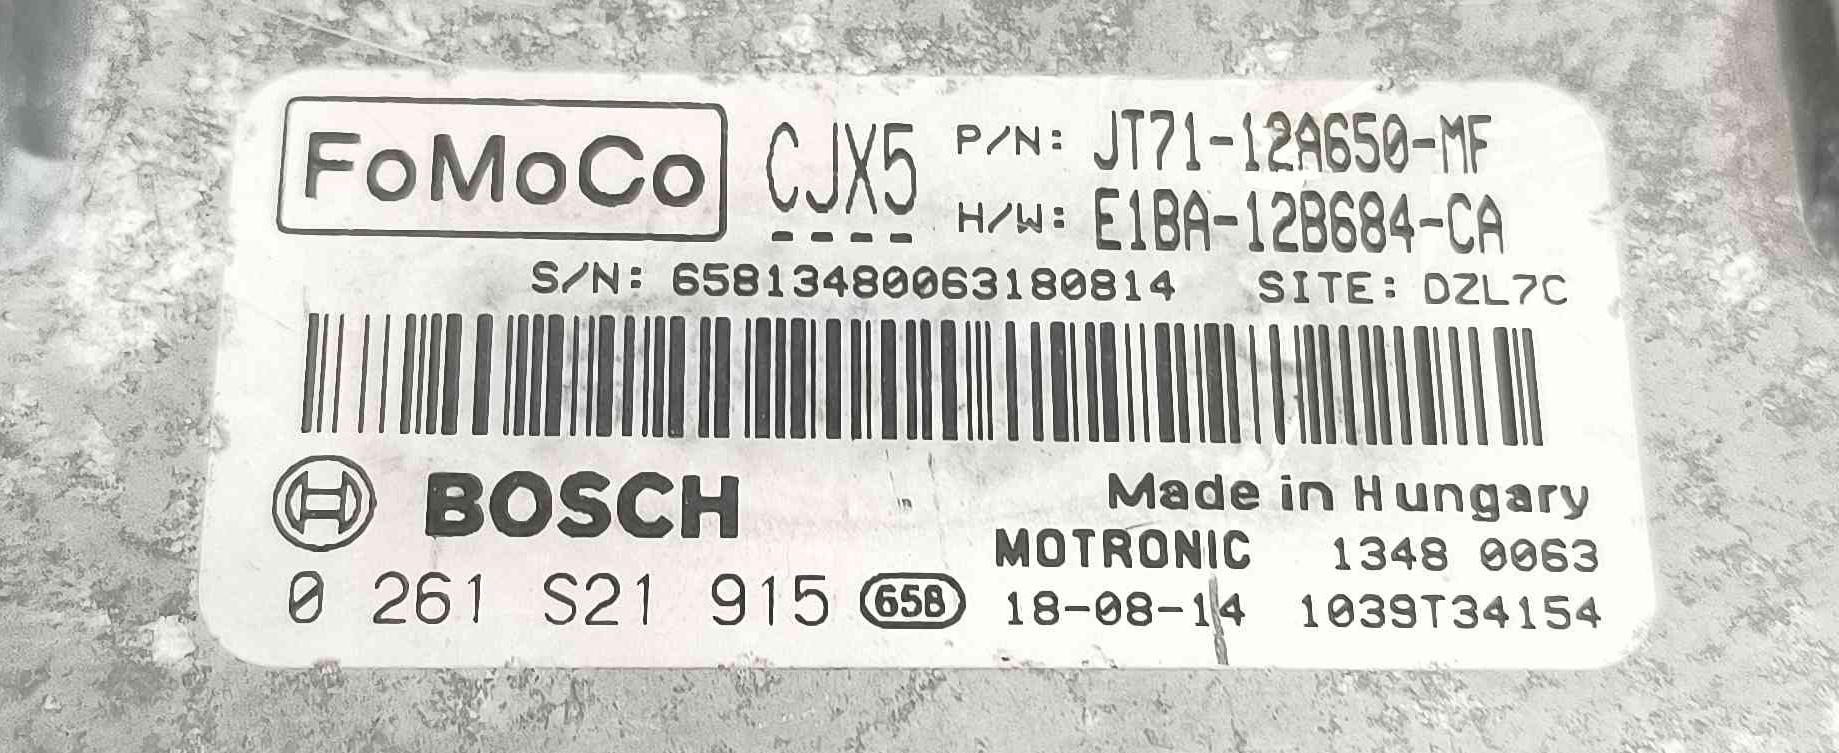 FoMoCo CJX5 P/N: JT71-12A650-MF
H/W: E1BA-12B684-CA
S/N: 65813480063180814 SITE: DZL7C
BOSCH Made in Hungary
MOTRONIC 1348 0063
0 261 S21 915 658 18-08-14 1039T34154